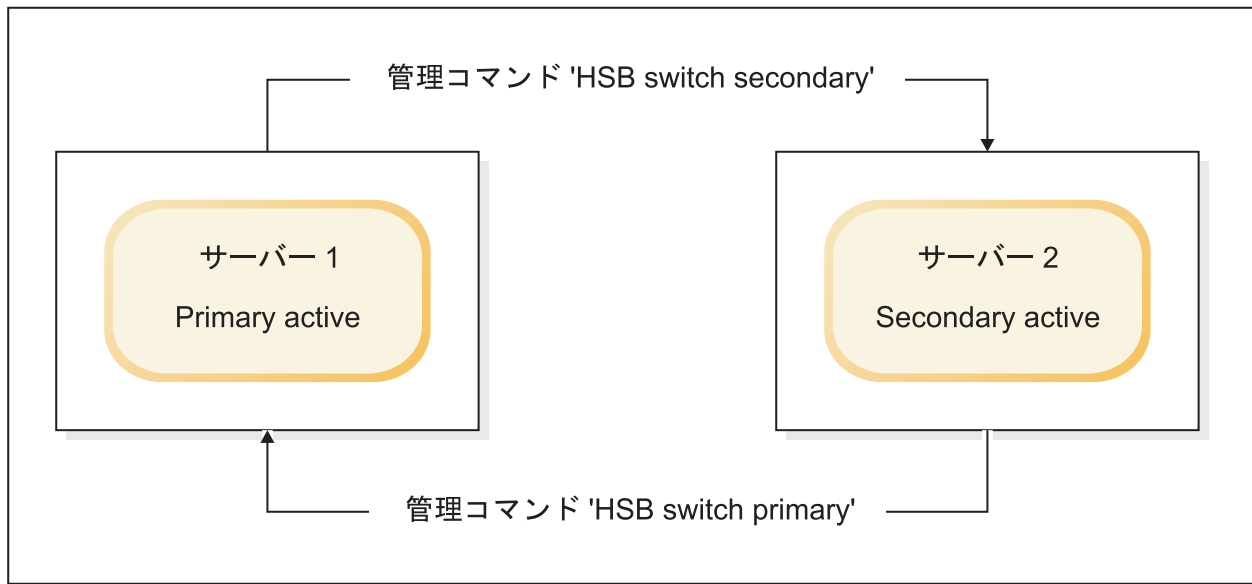 管理コマンド 'HSB switch secondary'
サーバー 1
Primary active
サーバー 2
Secondary active
管理コマンド 'HSB switch primary'